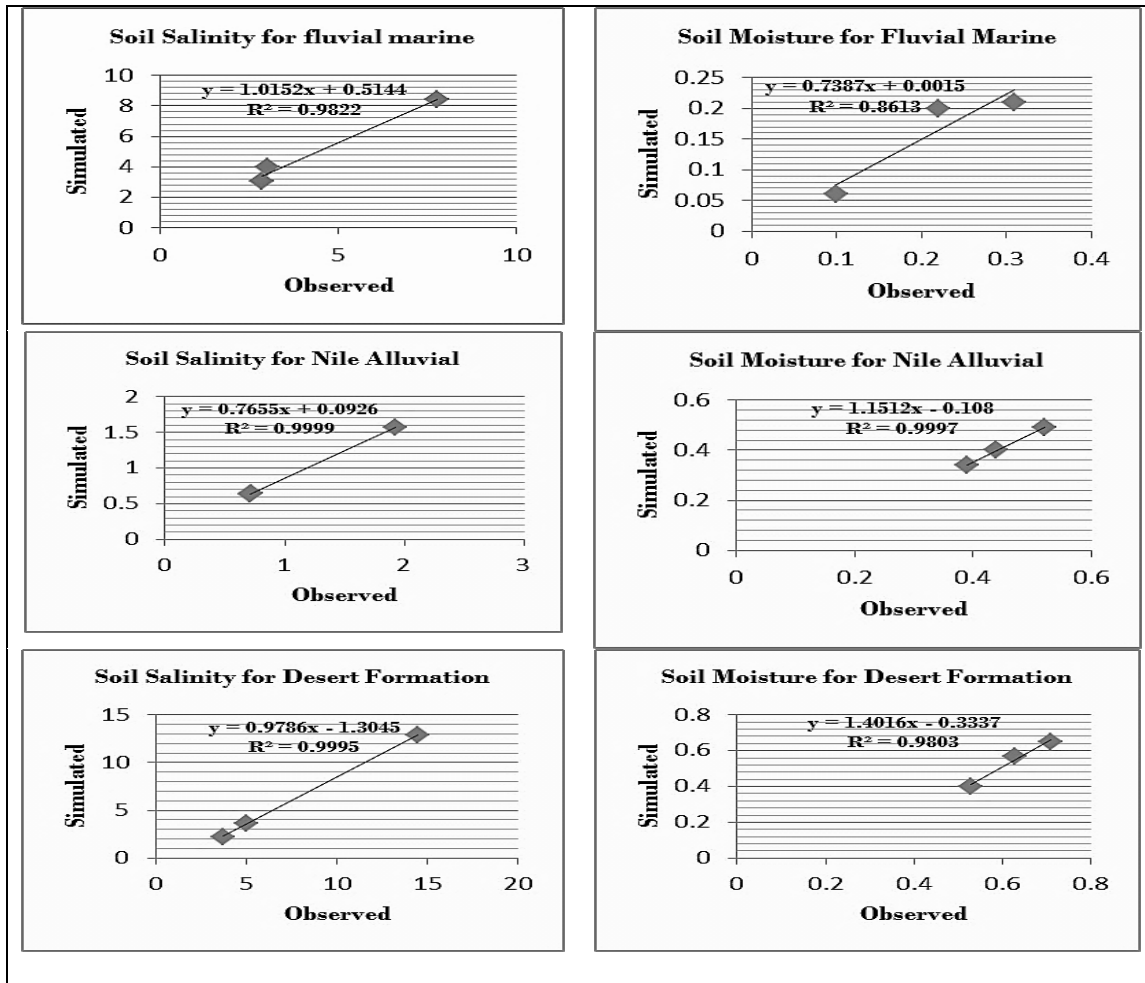 Soil Salinity for fluvial marine
y = 1.0152x + 0.5144
R² = 0.9822
Simulated
10
8
6
4
2
0
0 5 10
Observed
Soil Moisture for Fluvial Marine
y = 0.7387x + 0.0015
R² = 0.8613
Simulated
0.25
0.2
0.15
0.1
0.05
0
0 0.1 0.2 0.3 0.4
Observed
Soil Salinity for Nile Alluvial
y = 0.7655x + 0.0926
R² = 0.9999
Simulated
2
1.5
1
0.5
0
0 1 2 3
Observed
Soil Moisture for Nile Alluvial
y = 1.1512x - 0.108
R² = 0.9997
Simulated
0.6
0.4
0.2
0
0 0.2 0.4 0.6
Observed
Soil Salinity for Desert Formation
y = 0.9786x - 1.3045
R² = 0.9995
Simulated
15
10
5
0
0 5 10 15 20
Observed
Soil Moisture for Desert Formation
y = 1.4016x - 0.3337
R² = 0.9803
Simulated
0.8
0.6
0.4
0.2
0
0 0.2 0.4 0.6 0.8
Observed